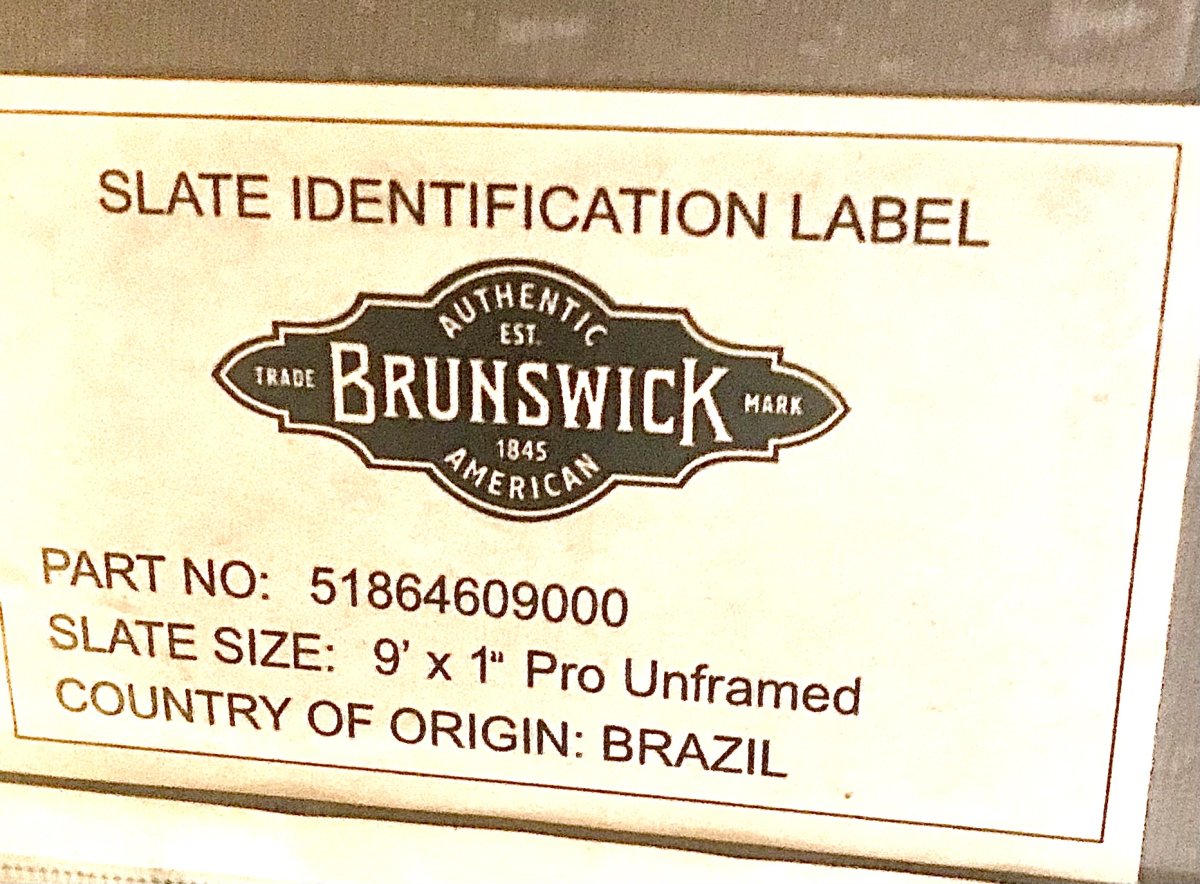 SLATE IDENTIFICATION LABEL
AUTHENTIC
EST.
TRADE BRUNSWICK MARK
1845
AMERICAN
PART NO: 51864609000
SLATE SIZE: 9' x 1" Pro Unframed
COUNTRY OF ORIGIN: BRAZIL